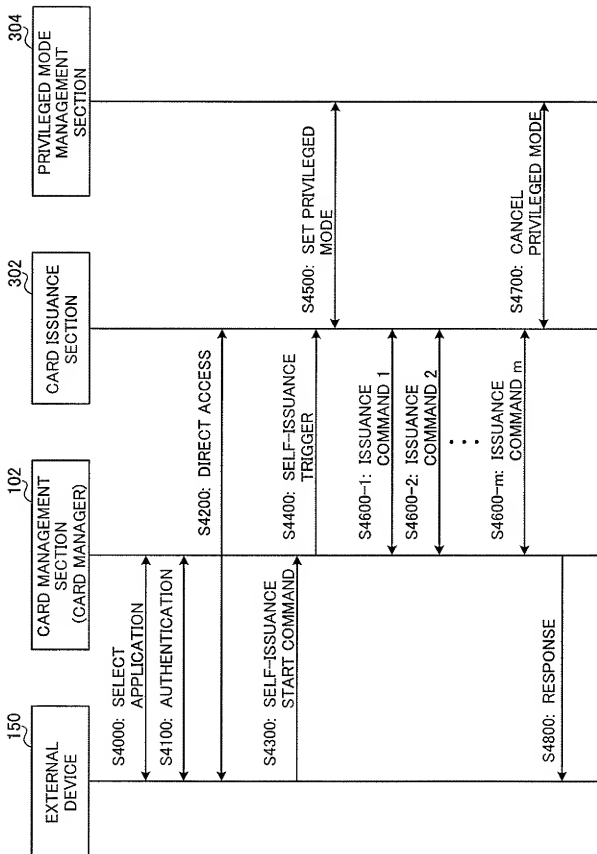 150
EXTERNAL
DEVICE
102
CARD MANAGEMENT
SECTION
(CARD MANAGER)
302
CARD ISSUANCE
SECTION
304
PRIVILEGED MODE
MANAGEMENT
SECTION
S4000: SELECT
APPLICATION
S4100: AUTHENTICATION
S4200: DIRECT ACCESS
S4300: SELF-ISSUANCE
START COMMAND
S4400: SELF-ISSUANCE
TRIGGER
S4500: SET PRIVILEGED
MODE
S4600-1: ISSUANCE
COMMAND 1
S4600-2: ISSUANCE
COMMAND 2
• • •
S4600-m: ISSUANCE
COMMAND m
S4700: CANCEL
PRIVILEGED MODE
S4800: RESPONSE